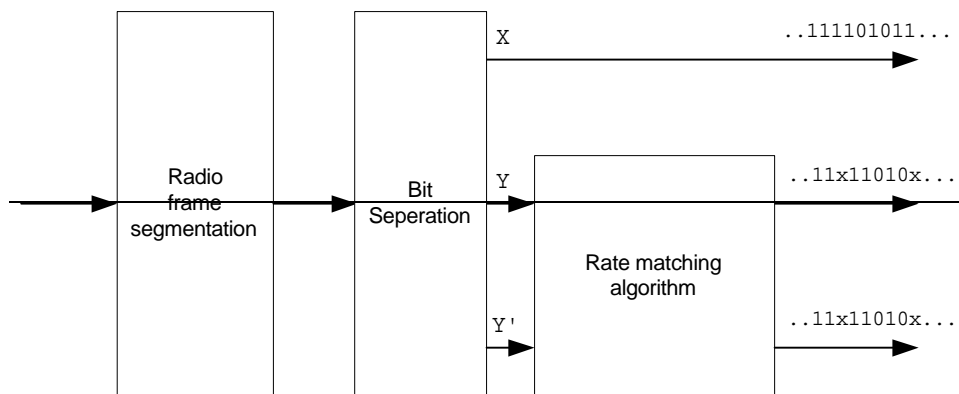 X
..111101011...
Radio
frame
segmentation
Bit
Seperation
Y
..11x11010x...
Rate matching
algorithm
Y'
..11x11010x...